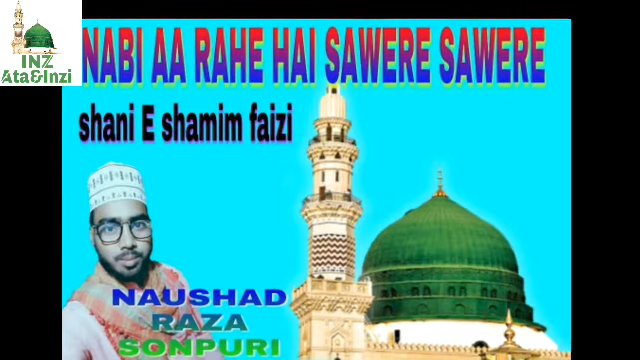 INZ
Ata&Inzi
NABI AA RAHE HAI SAWERE SAWERE
shani E shamim faizi
NAUSHAD
RAZA
SONPURI